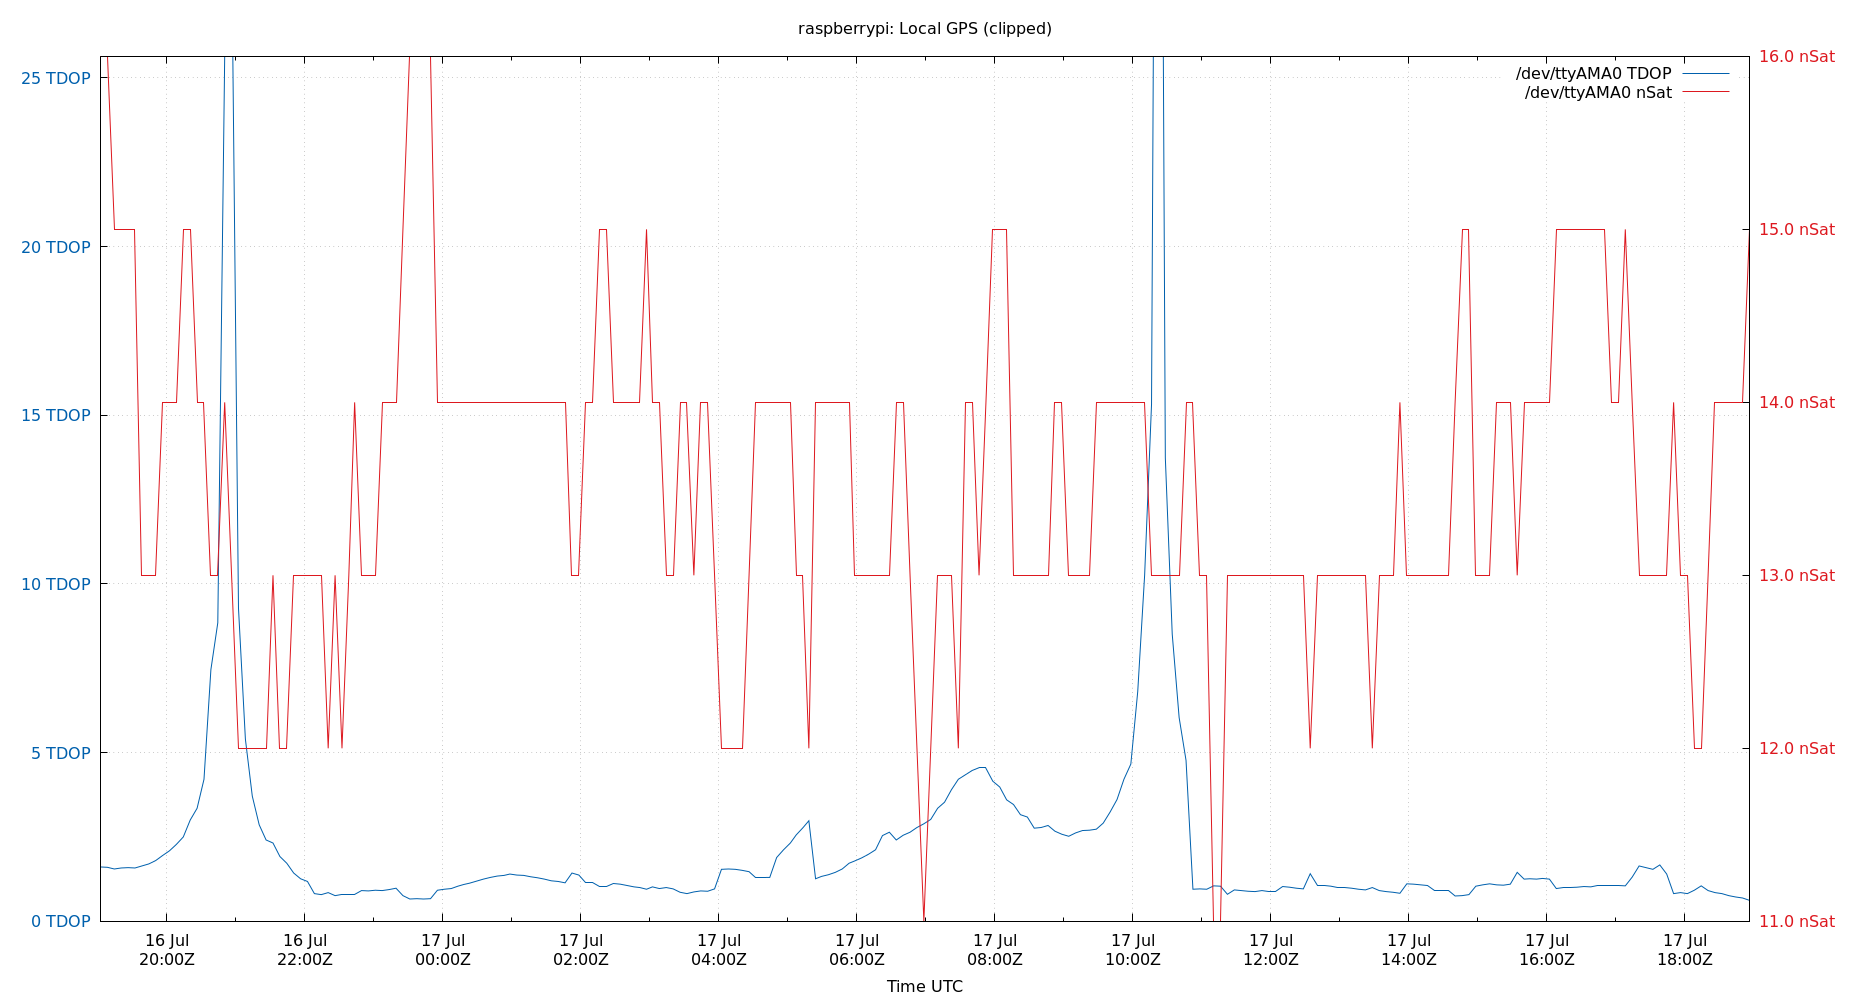 raspberrypi: Local GPS (clipped)
/dev/ttyAMA0 TDOP
/dev/ttyAMA0 nSat
25 TDOP
20 TDOP
15 TDOP
10 TDOP
5 TDOP
0 TDOP
16.0 nSat
15.0 nSat
14.0 nSat
13.0 nSat
12.0 nSat
11.0 nSat
16 Jul
20:00Z
16 Jul
22:00Z
17 Jul
00:00Z
17 Jul
02:00Z
17 Jul
04:00Z
17 Jul
06:00Z
17 Jul
08:00Z
17 Jul
10:00Z
17 Jul
12:00Z
17 Jul
14:00Z
17 Jul
16:00Z
17 Jul
18:00Z
Time UTC